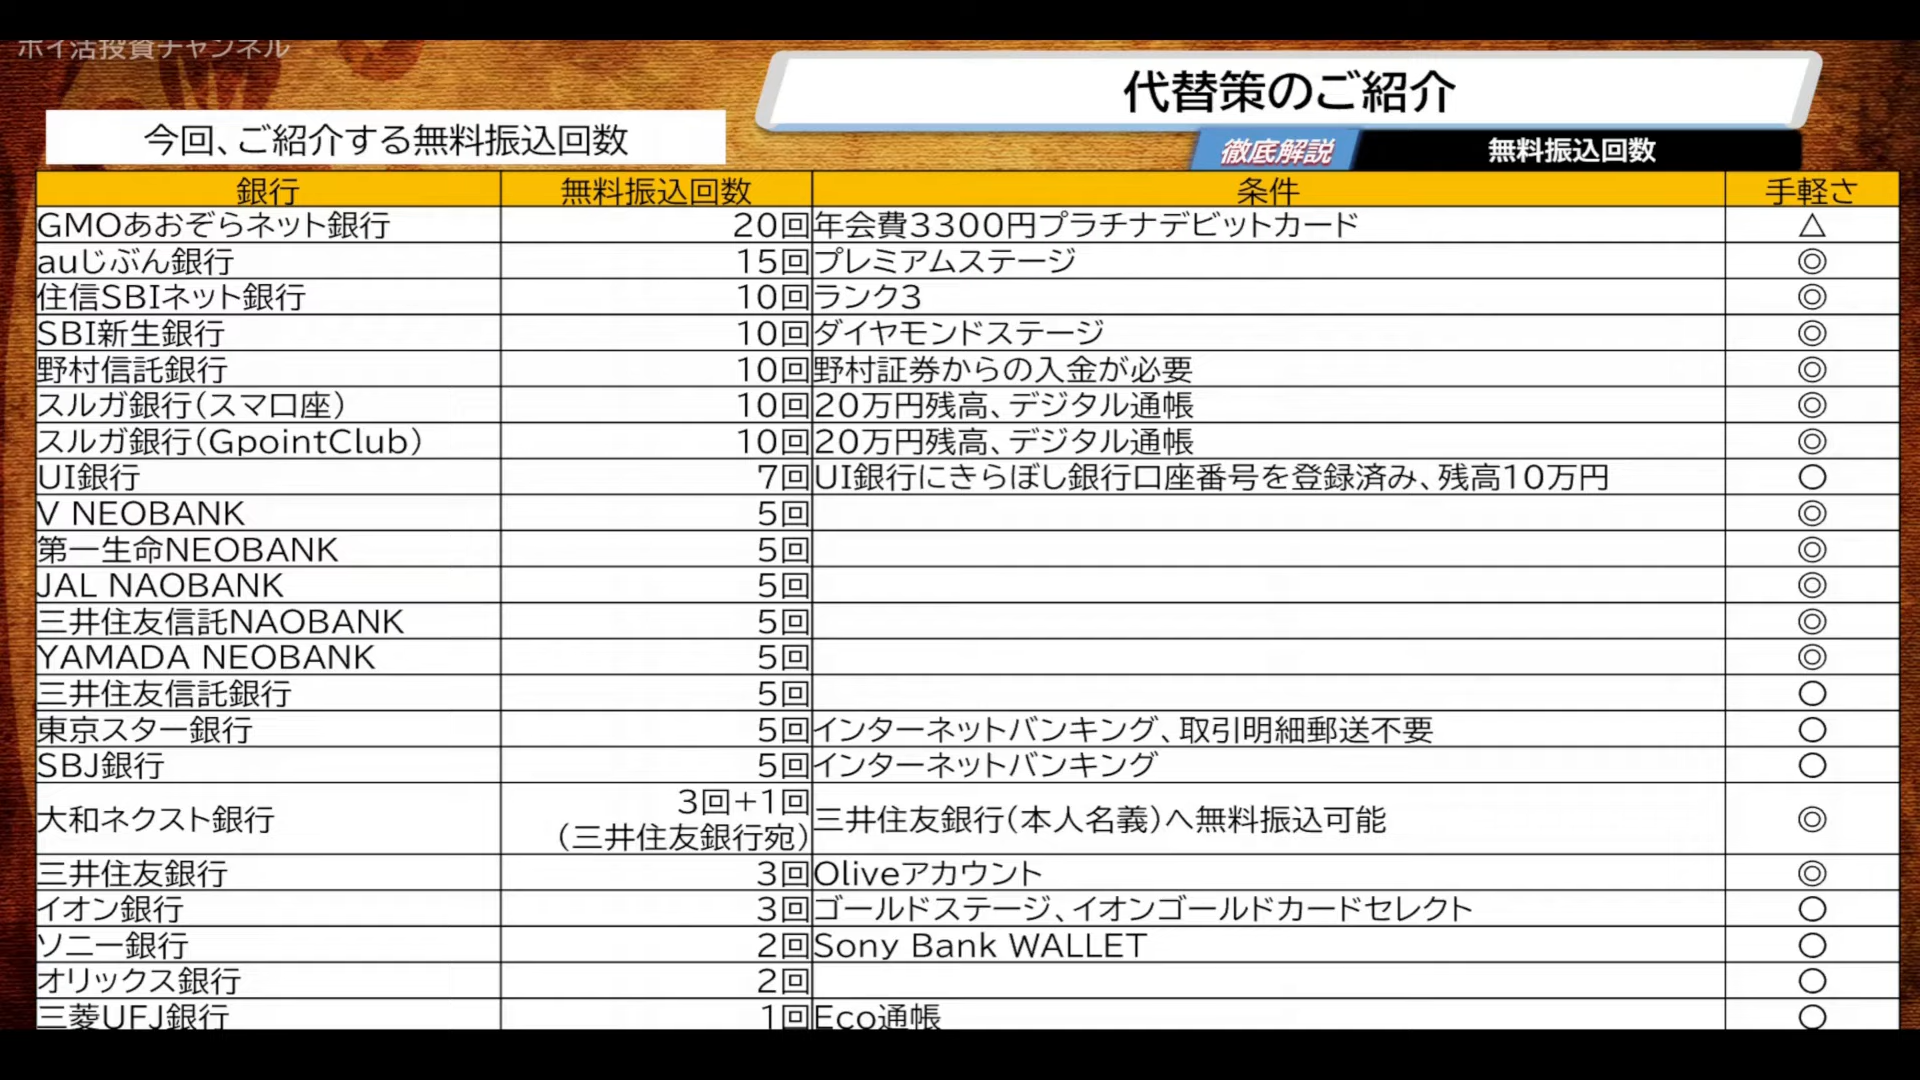 ポイ活投資チャンネル
代替策のご紹介
今回、ご紹介する無料振込回数
徹底解説 無料振込回数
銀行 無料振込回数 条件 手軽さ
GMOあおぞらネット銀行 20回 年会費3300円プラチナデビットカード △
auじぶん銀行 15回 プレミアムステージ ◎
住信SBIネット銀行 10回 ランク3 ◎
SBI新生銀行 10回 ダイヤモンドステージ ◎
野村信託銀行 10回 野村証券からの入金が必要 ◎
スルガ銀行(スマ口座) 10回 20万円残高、デジタル通帳 ◎
スルガ銀行(GpointClub) 10回 20万円残高、デジタル通帳 ◎
UI銀行 7回 UI銀行にきらぼし銀行口座番号を登録済み、残高10万円 ○
V NEOBANK 5回 ◎
第一生命NEOBANK 5回 ◎
JAL NAOBANK 5回 ◎
三井住友信託NAOBANK 5回 ◎
YAMADA NEOBANK 5回 ◎
三井住友信託銀行 5回 ○
東京スター銀行 5回 インターネットバンキング、取引明細郵送不要 ○
SBJ銀行 5回 インターネットバンキング ○
大和ネクスト銀行 3回+1回
(三井住友銀行宛) 三井住友銀行(本人名義)へ無料振込可能 ◎
三井住友銀行 3回 Oliveアカウント ◎
イオン銀行 3回 ゴールドステージ、イオンゴールドカードセレクト ○
ソニー銀行 2回 Sony Bank WALLET ○
オリックス銀行 2回 ○
三菱UFJ銀行 1回 Eco通帳 ○